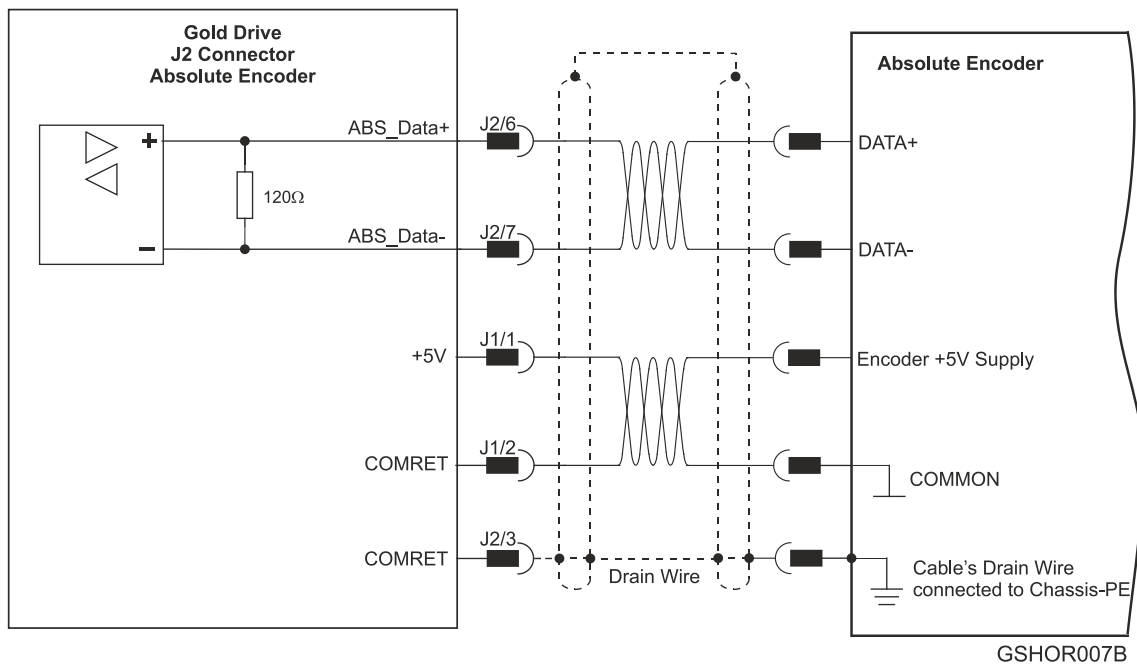 Gold Drive
J2 Connector
Absolute Encoder
Absolute Encoder
+
ABS_Data+
J2/6
DATA+
120Ω
−
ABS_Data-
J2/7
DATA-
+5V
J1/1
Encoder +5V Supply
COMRET
J1/2
COMMON
COMRET
J2/3
Drain Wire
Cable's Drain Wire
connected to Chassis-PE
GSHOR007B